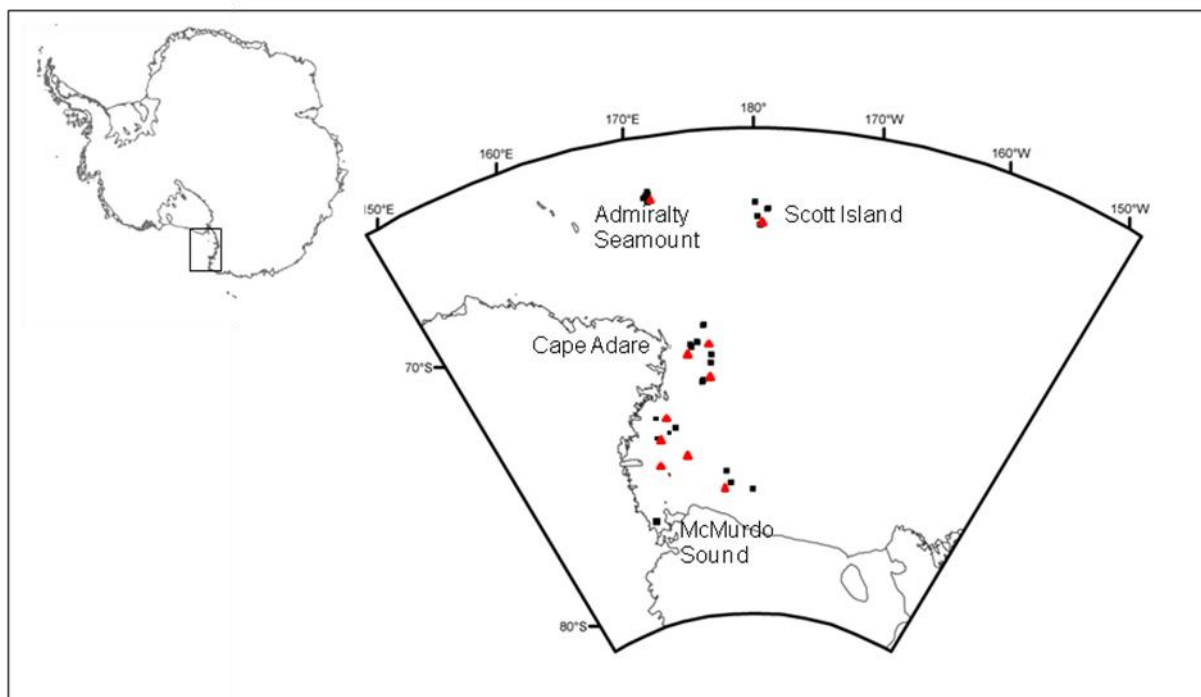 180°
170°E
170°W
160°E
160°W
150°E
150°W
Admiralty
Seamount
Scott Island
Cape Adare
70°S
McMurdo
Sound
80°S